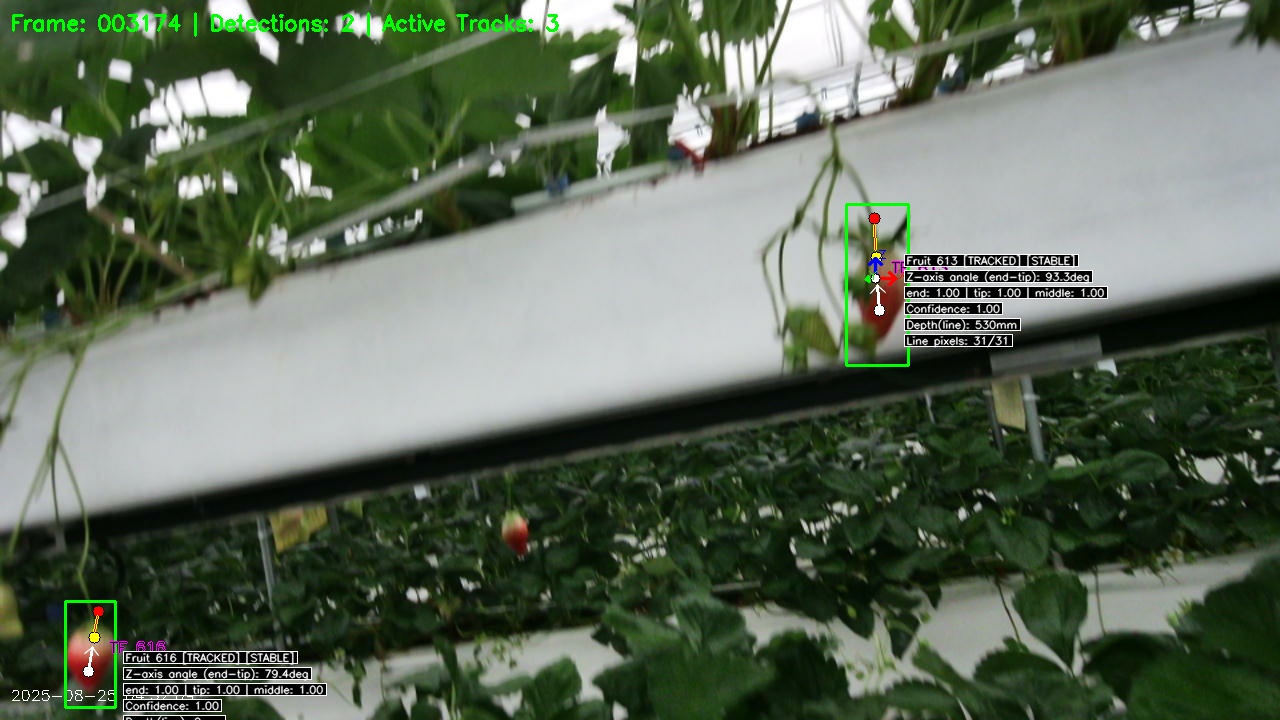 Frame: 003174 | Detections: 2 | Active Tracks: 3
Fruit 613 [TRACKED] [STABLE]
Z-axis angle (end-tip): 93.3deg
end: 1.00 | tip: 1.00 | middle: 1.00
Confidence: 1.00
Depth(line): 530mm
Line pixels: 31/31
TF_616
Fruit 616 [TRACKED] [STABLE]
Z-axis angle (end-tip): 79.4deg
end: 1.00 | tip: 1.00 | middle: 1.00
2025-08-25
Confidence: 1.00